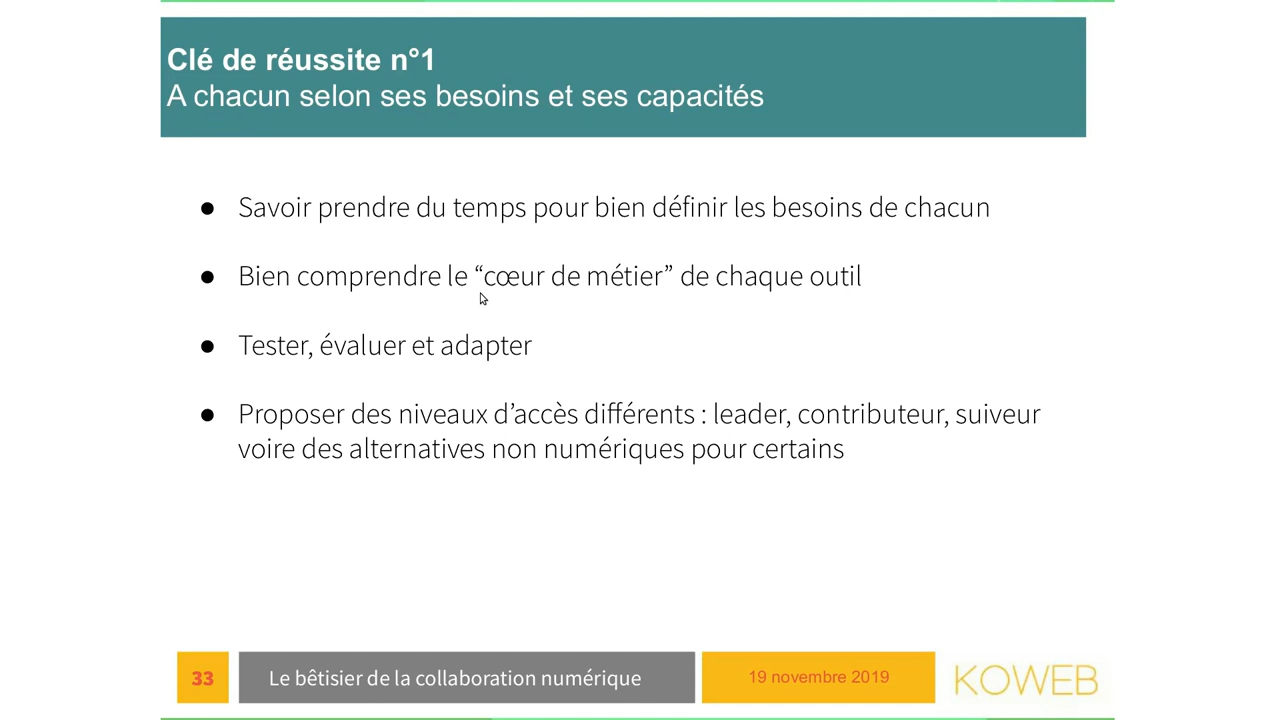 Clé de réussite n°1
A chacun selon ses besoins et ses capacités
● Savoir prendre du temps pour bien définir les besoins de chacun
● Bien comprendre le “cœur de métier” de chaque outil
● Tester, évaluer et adapter
● Proposer des niveaux d’accès différents : leader, contributeur, suiveur
voire des alternatives non numériques pour certains
33
Le bêtisier de la collaboration numérique
19 novembre 2019
KOWEB